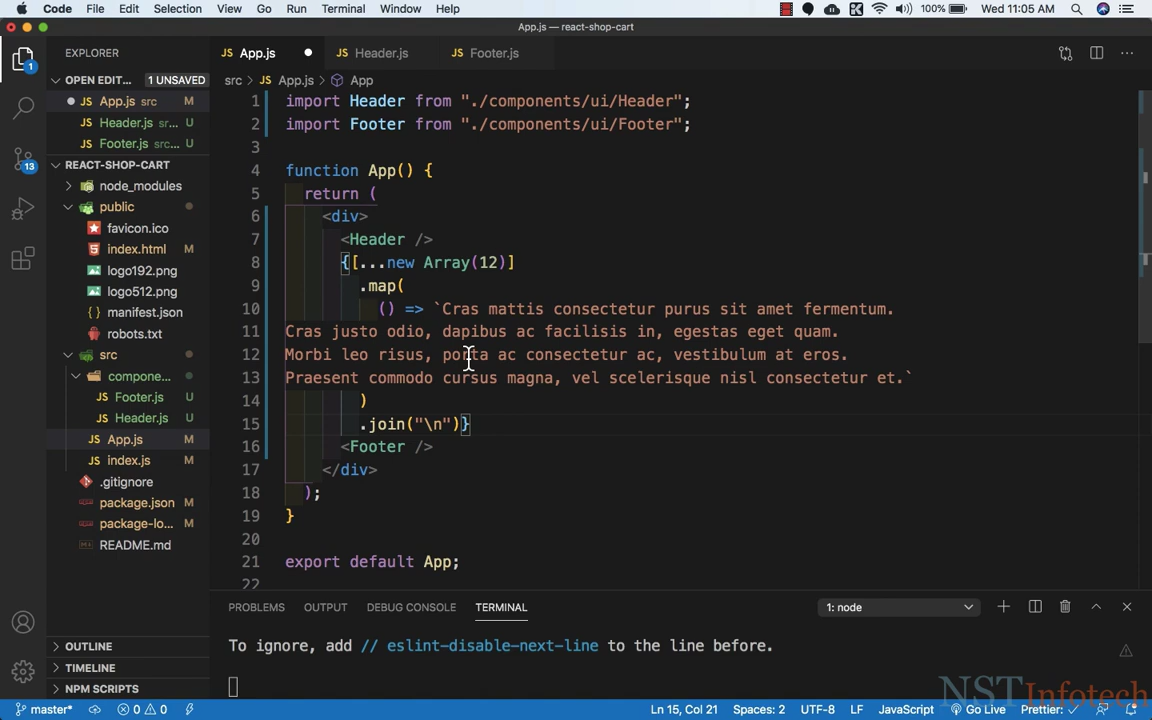 Code File Edit Selection View Go Run Terminal Window Help 100% Wed 11:05 AM
App.js — react-shop-cart
EXPLORER
App.js Header.js Footer.js
OPEN EDIT... 1 UNSAVED
src > App.js > App
App.js src M
Header.js sr... U
Footer.js src... U
REACT-SHOP-CART
node_modules
public
favicon.ico
index.html M
logo192.png
logo512.png
manifest.json
robots.txt
src
compone...
Footer.js U
Header.js U
App.js M
index.js M
.gitignore
package.json M
package-lo... M
README.md
OUTLINE
TIMELINE
NPM SCRIPTS
1
13
1 import Header from "./components/ui/Header";
2 import Footer from "./components/ui/Footer";
3
4 function App() {
5 return (
6 <div>
7 <Header />
8 {[...new Array(12)]
9 .map(
10 () => `Cras mattis consectetur purus sit amet fermentum.
11 Cras justo odio, dapibus ac facilisis in, egestas eget quam.
12 Morbi leo risus, porta ac consectetur ac, vestibulum at eros.
13 Praesent commodo cursus magna, vel scelerisque nisl consectetur et.`
14 )
15 .join("\n")}
16 <Footer />
17 </div>
18 );
19 }
20
21 export default App;
22
PROBLEMS OUTPUT DEBUG CONSOLE TERMINAL 1: node
To ignore, add // eslint-disable-next-line to the line before.
NSTInfotech
master* 0 0 Ln 15, Col 21 Spaces: 2 UTF-8 LF JavaScript Go Live Prettier: ✓